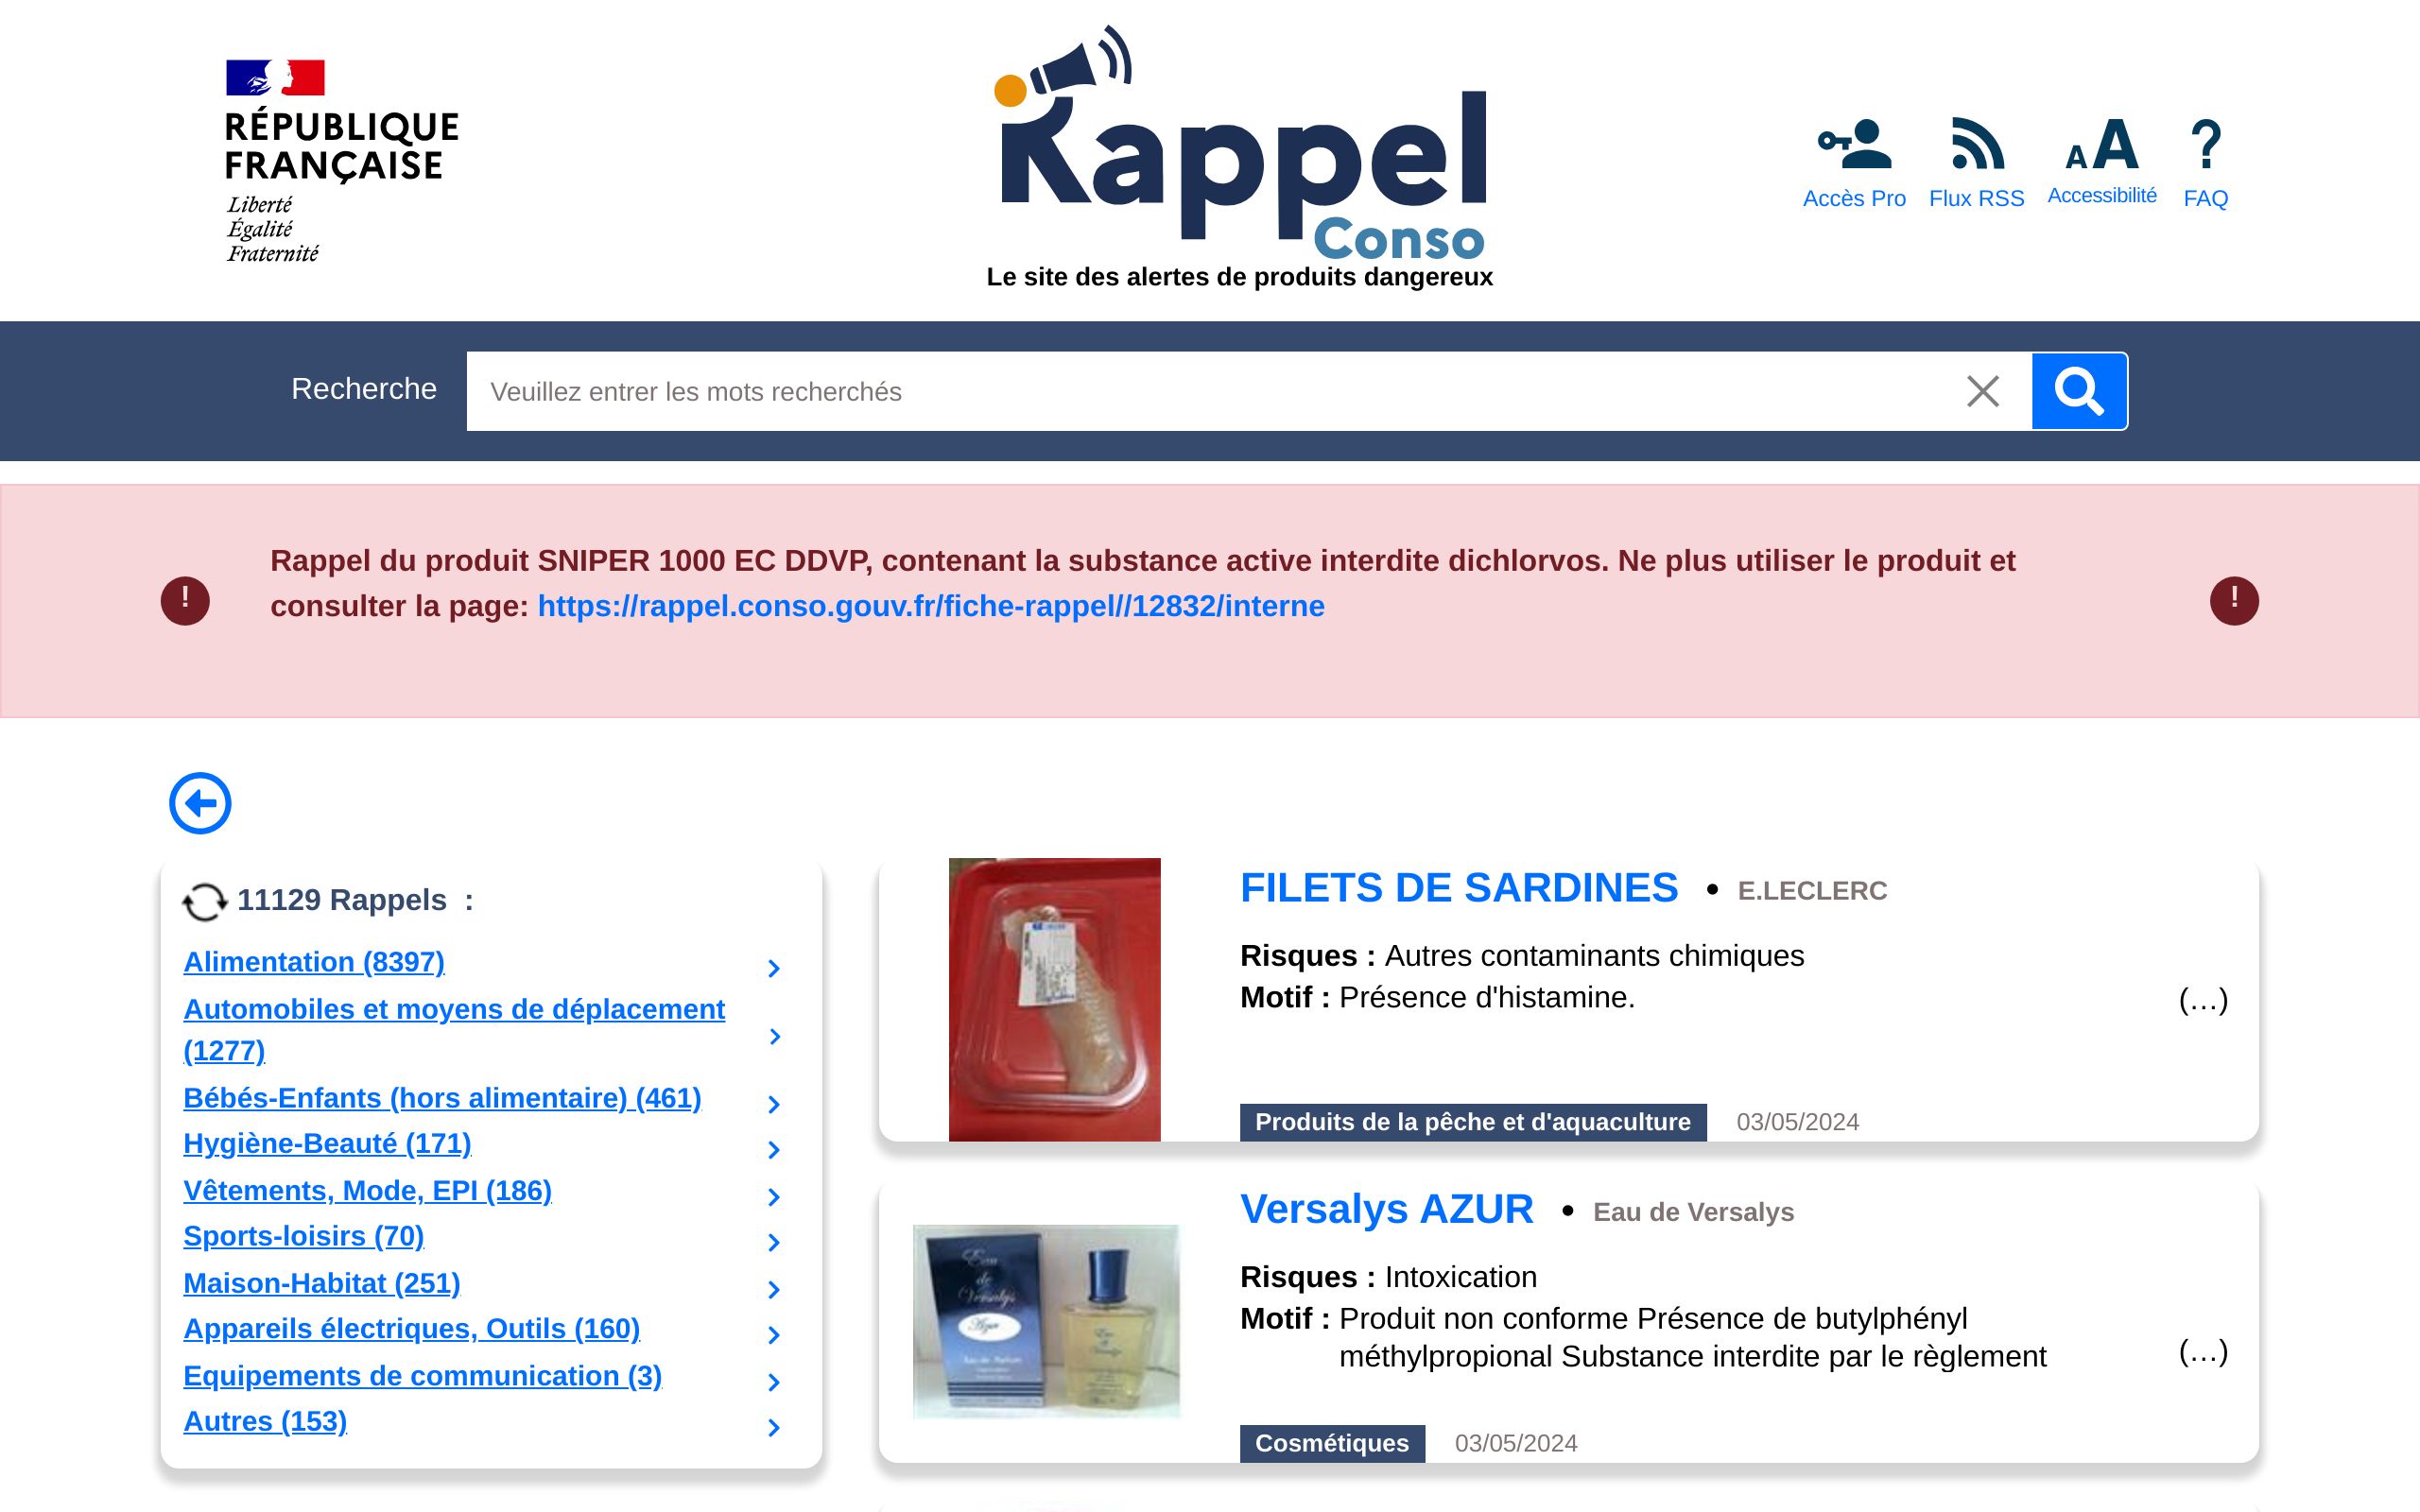 RÉPUBLIQUE
FRANÇAISE
Liberté
Égalité
Fraternité
Rappel
Conso
Le site des alertes de produits dangereux
Accès Pro
Flux RSS
AA
Accessibilité
?
FAQ
Recherche
Veuillez entrer les mots recherchés
! Rappel du produit SNIPER 1000 EC DDVP, contenant la substance active interdite dichlorvos. Ne plus utiliser le produit et
consulter la page: https://rappel.conso.gouv.fr/fiche-rappel//12832/interne !
11129 Rappels :
Alimentation (8397)
Automobiles et moyens de déplacement
(1277)
Bébés-Enfants (hors alimentaire) (461)
Hygiène-Beauté (171)
Vêtements, Mode, EPI (186)
Sports-loisirs (70)
Maison-Habitat (251)
Appareils électriques, Outils (160)
Equipements de communication (3)
Autres (153)
FILETS DE SARDINES • E.LECLERC
Risques : Autres contaminants chimiques
Motif : Présence d'histamine.
(…)
Produits de la pêche et d'aquaculture 03/05/2024
Eau
de
Versalys
Azur
Versalys AZUR • Eau de Versalys
Risques : Intoxication
Motif : Produit non conforme Présence de butylphényl
méthylpropional Substance interdite par le règlement
(…)
Cosmétiques 03/05/2024